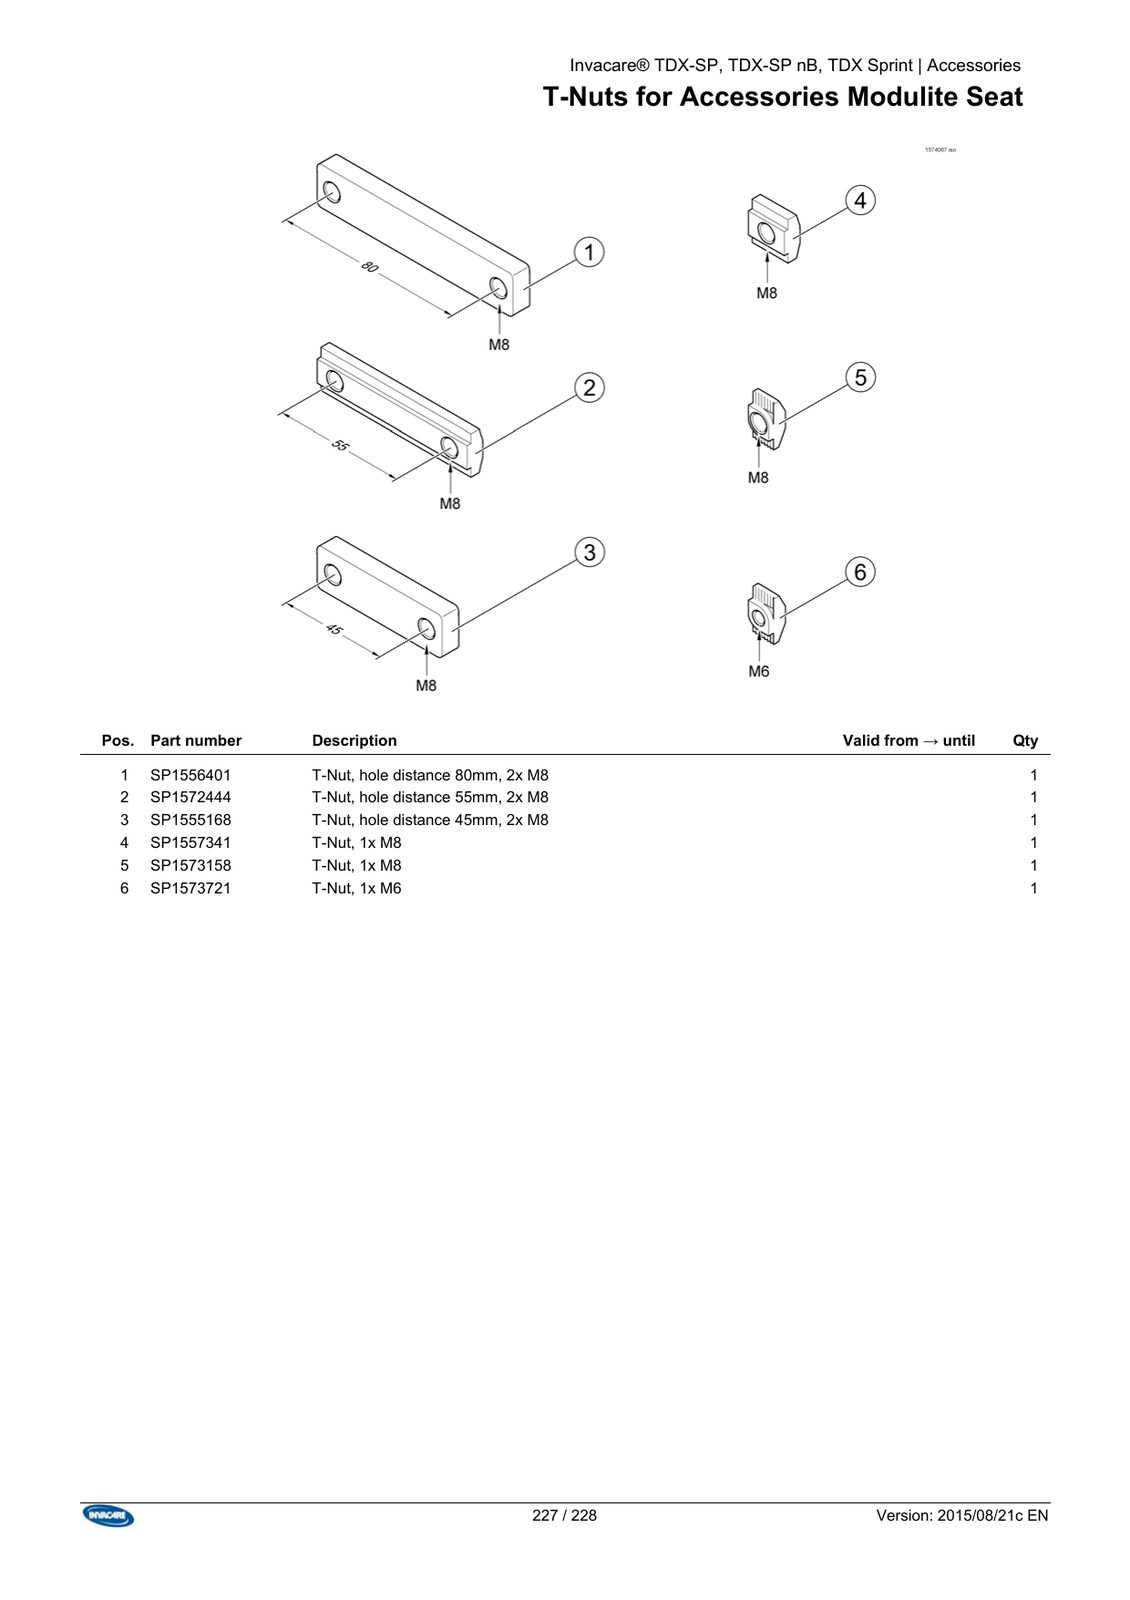 Invacare® TDX-SP, TDX-SP nB, TDX Sprint | Accessories
T-Nuts for Accessories Modulite Seat
1574087.iso
80
1
M8
55
2
M8
45
3
M8
4
M8
5
M8
6
M6
Pos. Part number Description Valid from → until Qty
1 SP1556401 T-Nut, hole distance 80mm, 2x M8 1
2 SP1572444 T-Nut, hole distance 55mm, 2x M8 1
3 SP1555168 T-Nut, hole distance 45mm, 2x M8 1
4 SP1557341 T-Nut, 1x M8 1
5 SP1573158 T-Nut, 1x M8 1
6 SP1573721 T-Nut, 1x M6 1
INVACARE
227 / 228
Version: 2015/08/21c EN